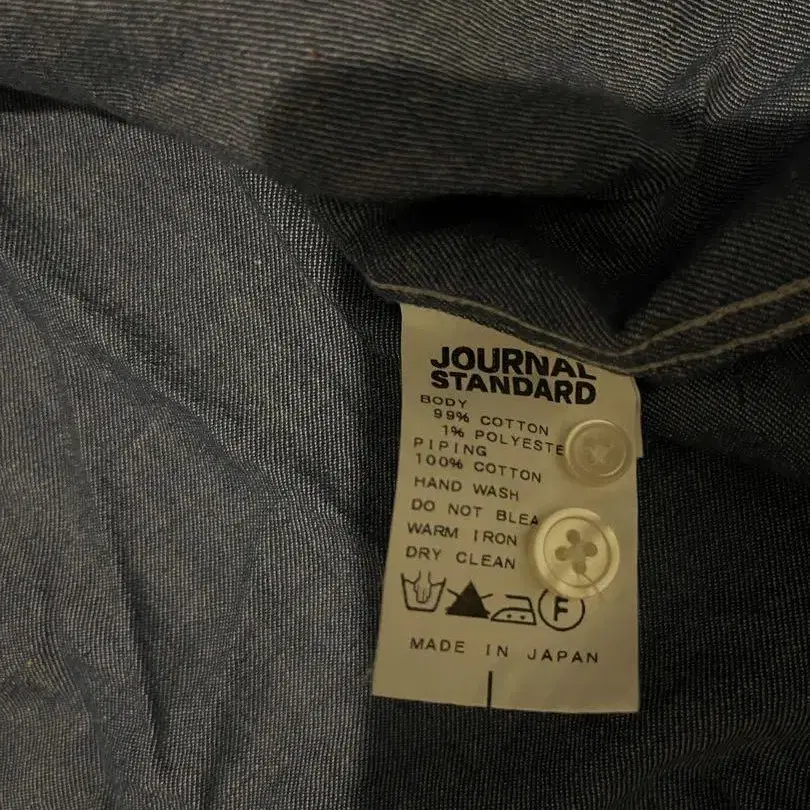 JOURNAL
STANDARD
BODY
99% COTTON
1% POLYESTE
PIPING
100% COTTON
HAND WASH
DO NOT BLEA
WARM IRON
DRY CLEAN
F
MADE IN JAPAN